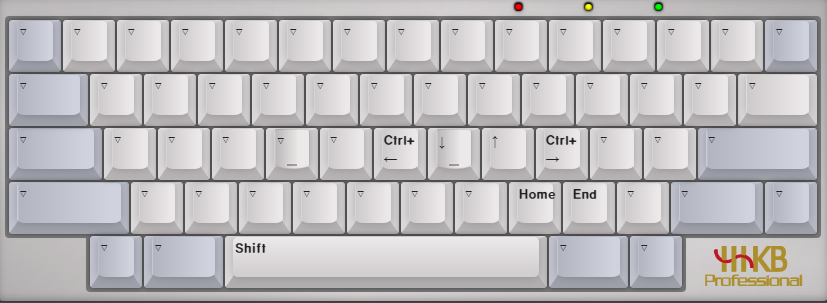 ▽ ▽ ▽ ▽ ▽ ▽ ▽ ▽ ▽ ▽ ▽ ▽ ▽ ▽ ▽
▽ ▽ ▽ ▽ ▽ ▽ ▽ ▽ ▽ ▽ ▽ ▽ ▽ ▽
▽ ▽ ▽ ▽ ▽ ▽ Ctrl+ ↓ ↑ Ctrl+ ▽ ▽ ▽
← →
▽ ▽ ▽ ▽ ▽ ▽ ▽ ▽ Home End ▽ ▽ ▽
▽ ▽ Shift ▽ ▽
HHKB
Professional